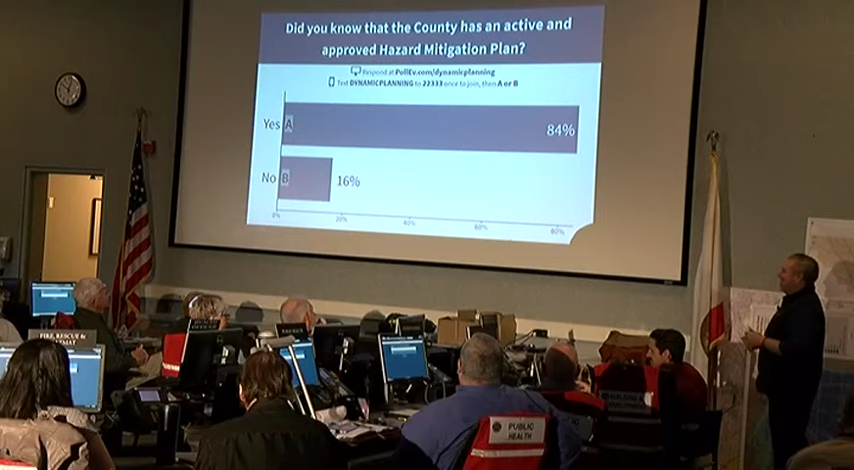 Did you know that the County has an active and
approved Hazard Mitigation Plan?
Respond at PollEv.com/dynamicplanning
Text DYNAMICPLANNING to 22333 once to join, then A or B
Yes A 84%
No B 16%
0% 20% 40% 60% 80%
FIRE, RESCUE &
PUBLIC
HEALTH